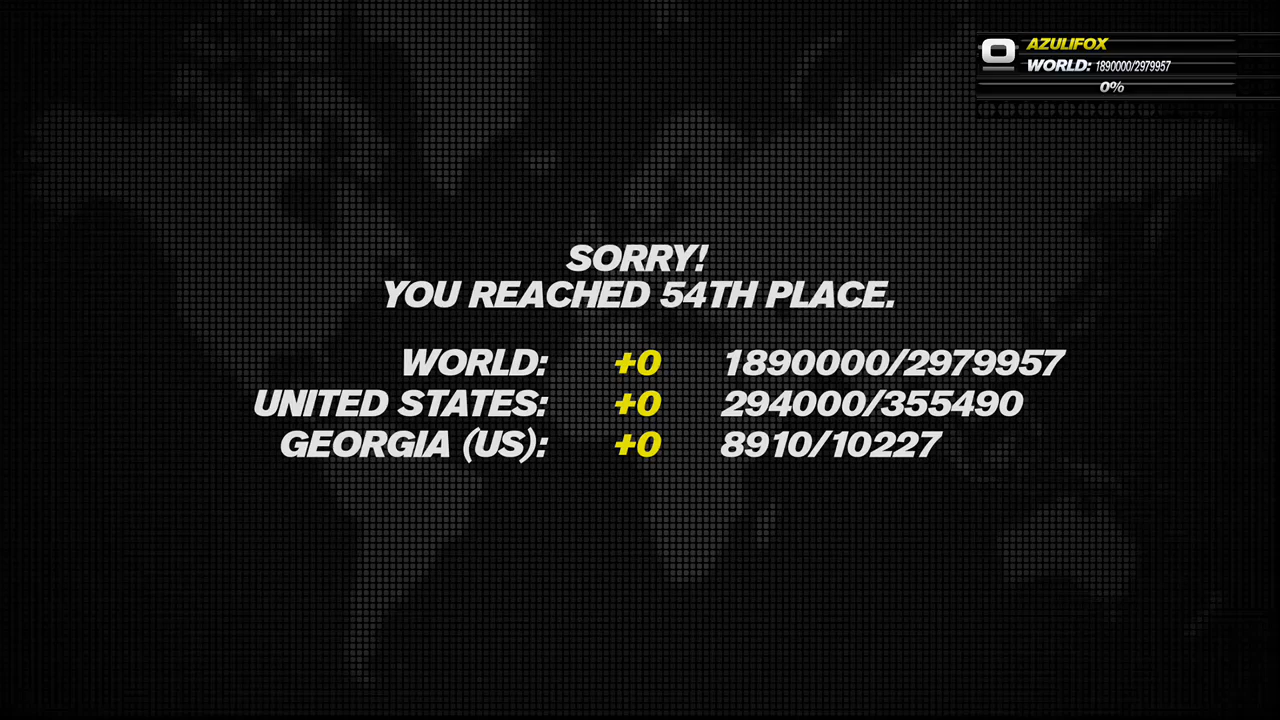 AZULIFOX
WORLD: 1890000/2979957
0%
SORRY!
YOU REACHED 54TH PLACE.
WORLD: +0 1890000/2979957
UNITED STATES: +0 294000/355490
GEORGIA (US): +0 8910/10227